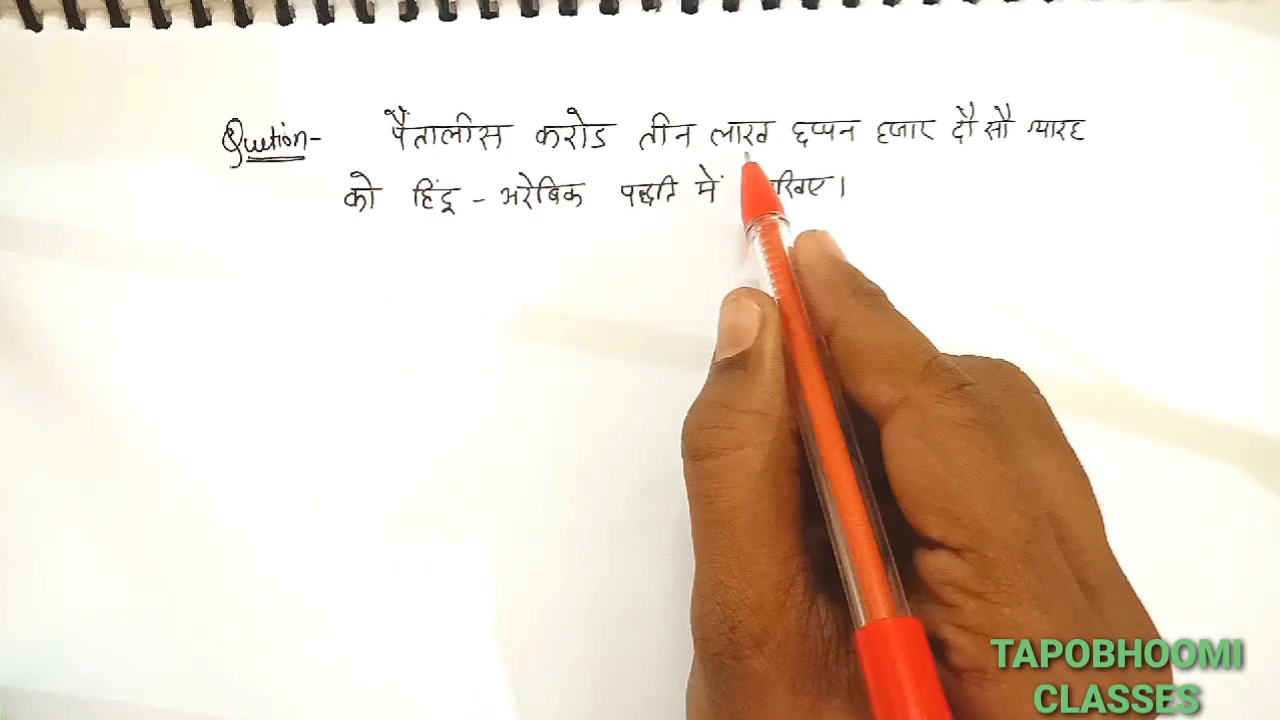 Quetion- पैंतालीस करोड तीन लाख छप्पन हजार दौ सौ ग्यारह
को हिंदू - अरेबिक पद्धति में
TAPOBHOOMI
CLASSES